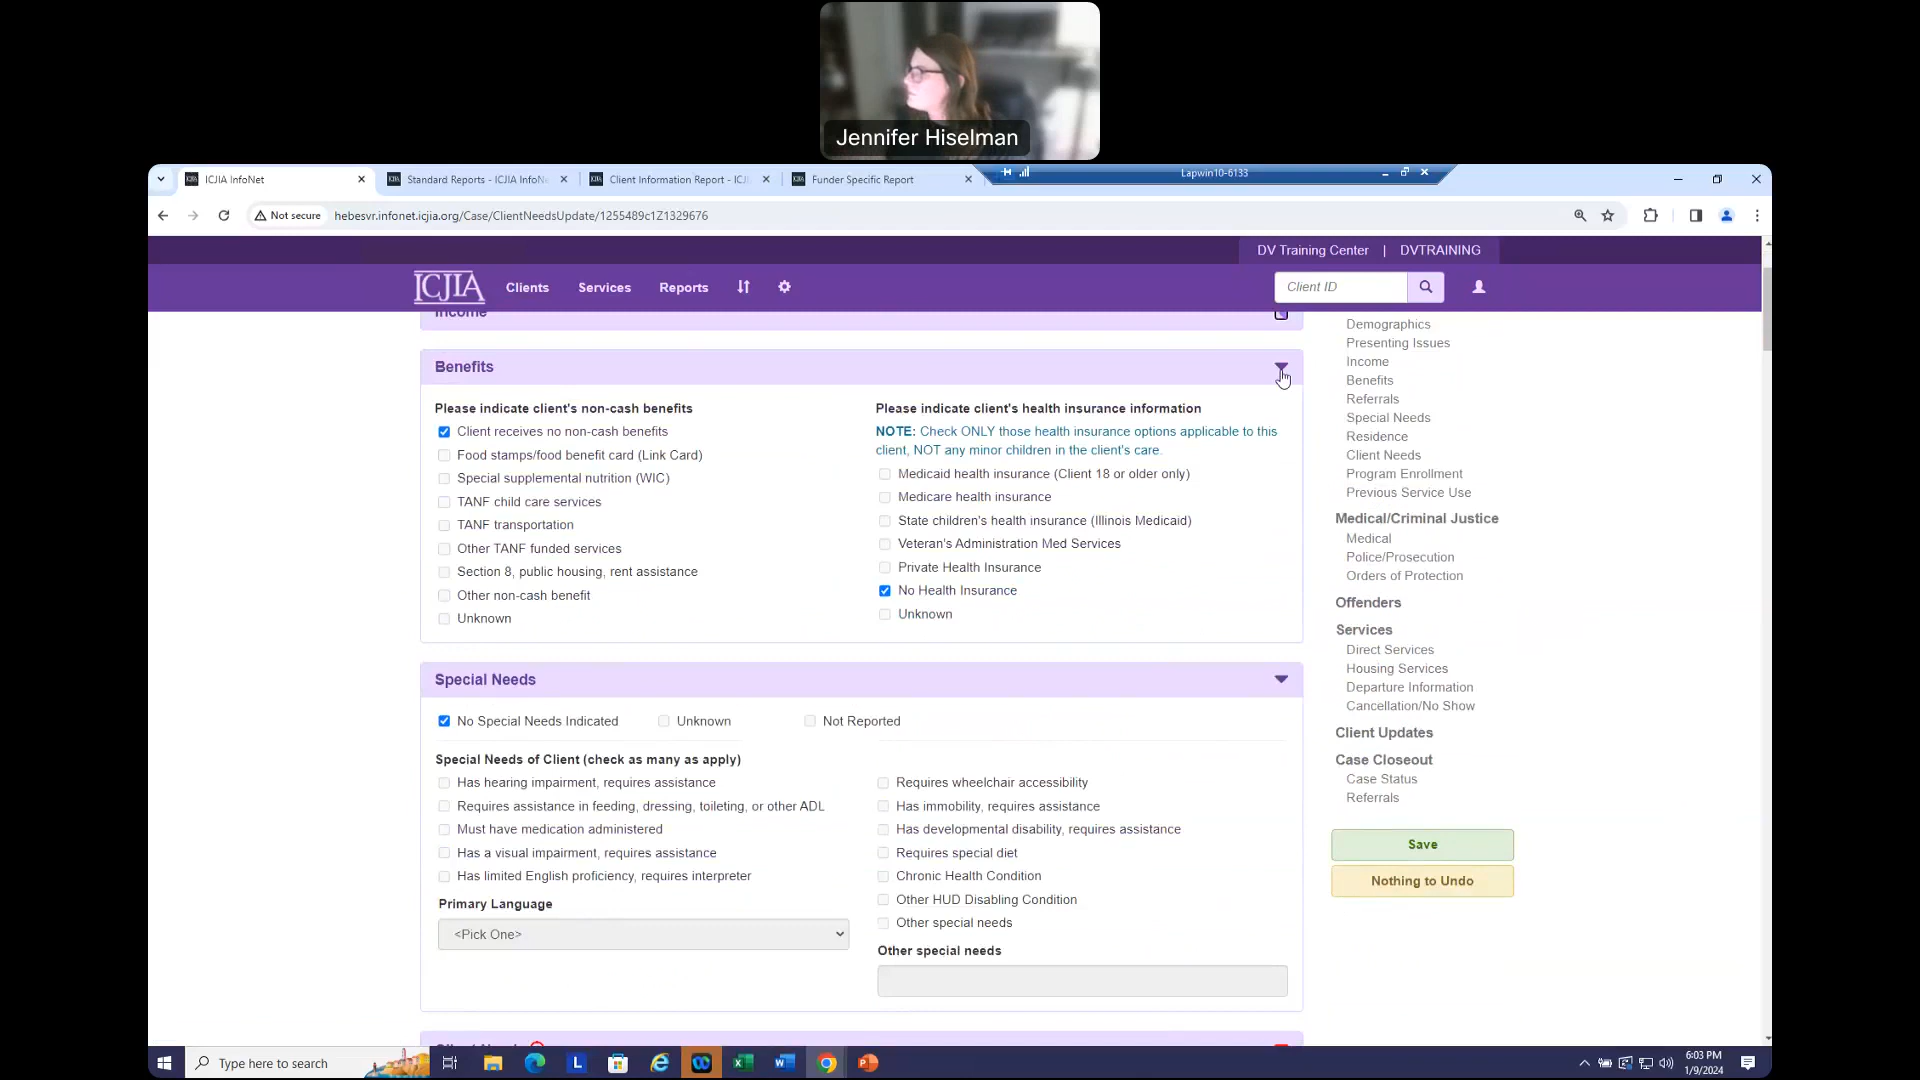 Jennifer Hiselman
ICJIA InfoNet
Standard Reports - ICJIA InfoNe
Client Information Report - ICJI
Funder Specific Report
Lapwin10-6133
Not secure
hebesvr.infonet.icjia.org/Case/ClientNeedsUpdate/1255489c1Z1329676
DV Training Center | DVTRAINING
ICJIA
Clients
Services
Reports
Client ID
Income
Benefits
Please indicate client's non-cash benefits
Client receives no non-cash benefits
Food stamps/food benefit card (Link Card)
Special supplemental nutrition (WIC)
TANF child care services
TANF transportation
Other TANF funded services
Section 8, public housing, rent assistance
Other non-cash benefit
Unknown
Please indicate client's health insurance information
NOTE: Check ONLY those health insurance options applicable to this
client, NOT any minor children in the client's care.
Medicaid health insurance (Client 18 or older only)
Medicare health insurance
State children's health insurance (Illinois Medicaid)
Veteran's Administration Med Services
Private Health Insurance
No Health Insurance
Unknown
Special Needs
No Special Needs Indicated
Unknown
Not Reported
Special Needs of Client (check as many as apply)
Has hearing impairment, requires assistance
Requires assistance in feeding, dressing, toileting, or other ADL
Must have medication administered
Has a visual impairment, requires assistance
Has limited English proficiency, requires interpreter
Primary Language
<Pick One>
Requires wheelchair accessibility
Has immobility, requires assistance
Has developmental disability, requires assistance
Requires special diet
Chronic Health Condition
Other HUD Disabling Condition
Other special needs
Other special needs
Demographics
Presenting Issues
Income
Benefits
Referrals
Special Needs
Residence
Client Needs
Program Enrollment
Previous Service Use
Medical/Criminal Justice
Medical
Police/Prosecution
Orders of Protection
Offenders
Services
Direct Services
Housing Services
Departure Information
Cancellation/No Show
Client Updates
Case Closeout
Case Status
Referrals
Save
Nothing to Undo
Type here to search
6:03 PM
1/9/2024